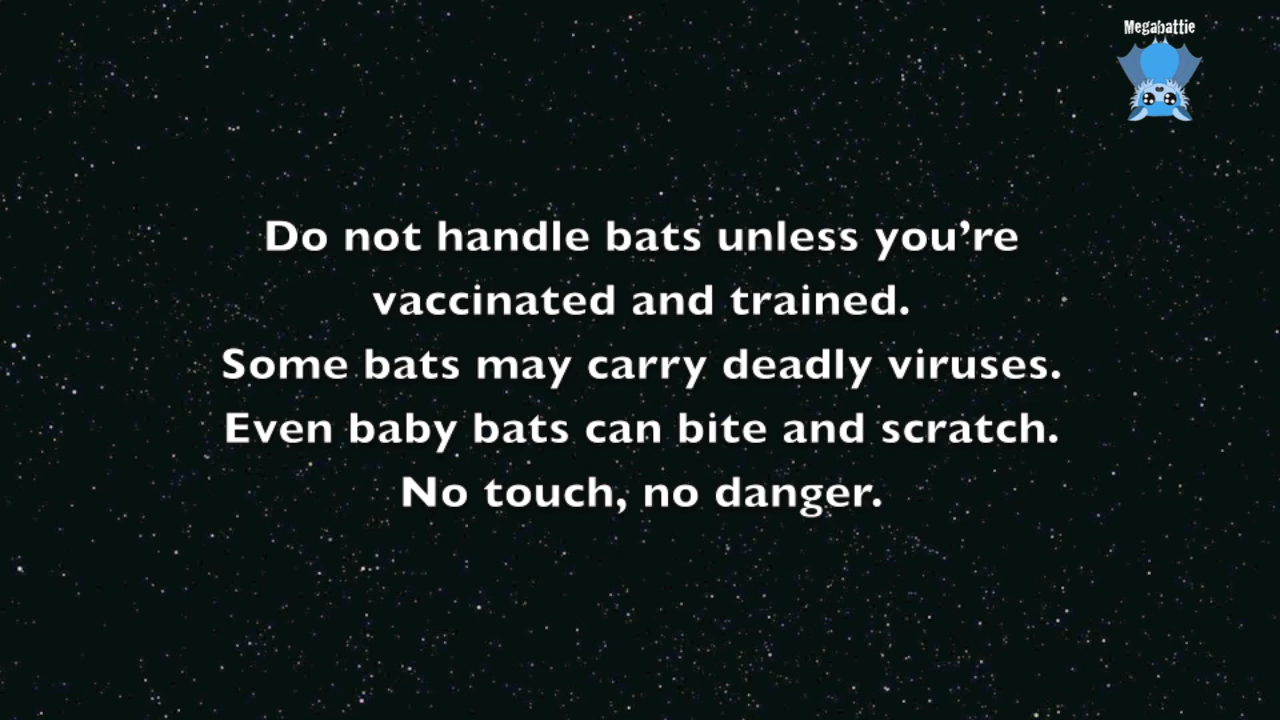 Megabattie
Do not handle bats unless you’re
vaccinated and trained.
Some bats may carry deadly viruses.
Even baby bats can bite and scratch.
No touch, no danger.